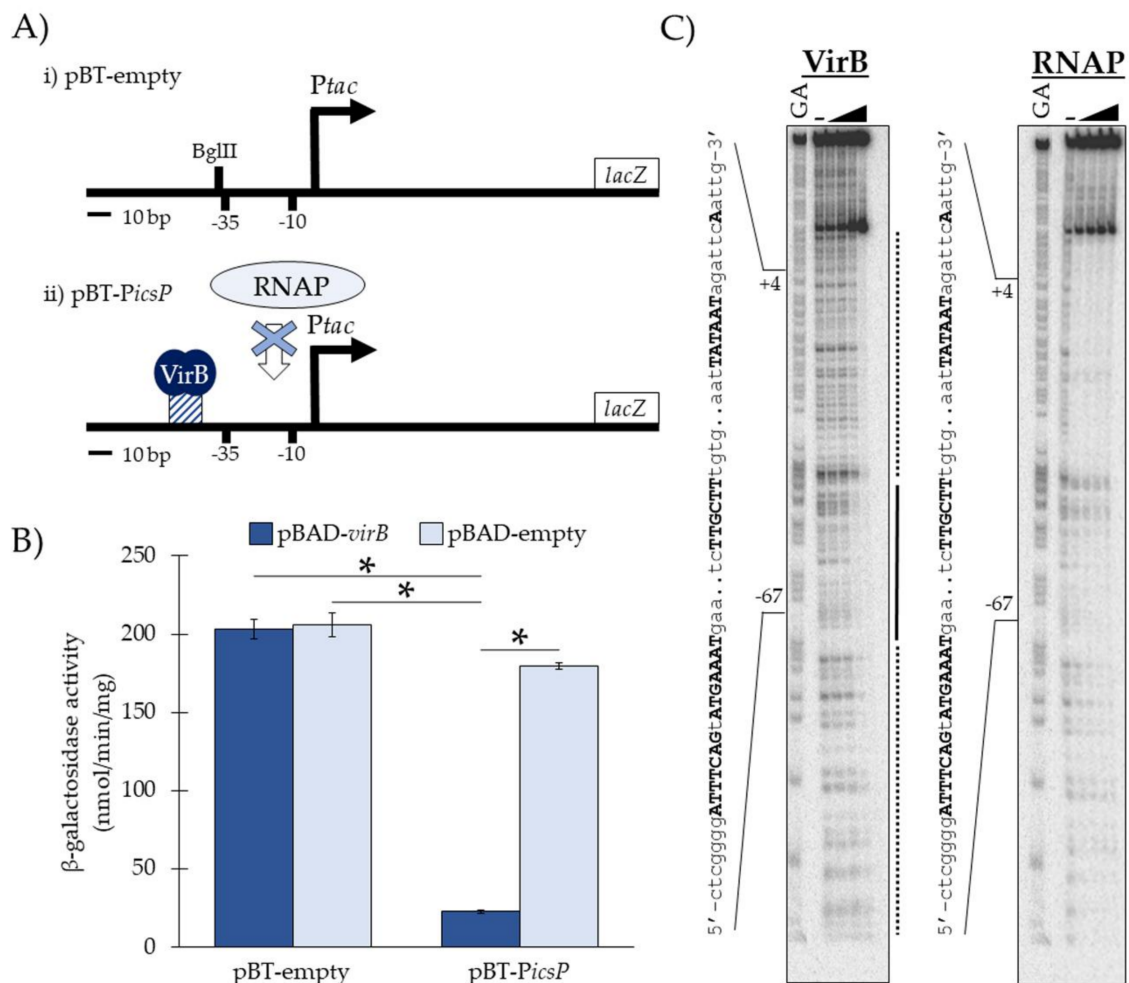 A)
i) pBT-empty
Ptac
BglII
lacZ
10 bp
-35
-10
ii) pBT-PicsP
RNAP
Ptac
VirB
lacZ
10 bp
-35
-10
B)
pBAD-virB
pBAD-empty
β-galactosidase activity
(nmol/min/mg)
250
200
150
100
50
0
*
*
*
pBT-empty
pBT-PicsP
C)
VirB
GA
-
5’-ctcggggATTTCAGtATGAAATgaa..tcTTGCTTtgtg..aatTATAATagattcAattg-3’
+4
-67
RNAP
GA
-
5’-ctcggggATTTCAGtATGAAATgaa..tcTTGCTTtgtg..aatTATAATagattcAattg-3’
+4
-67